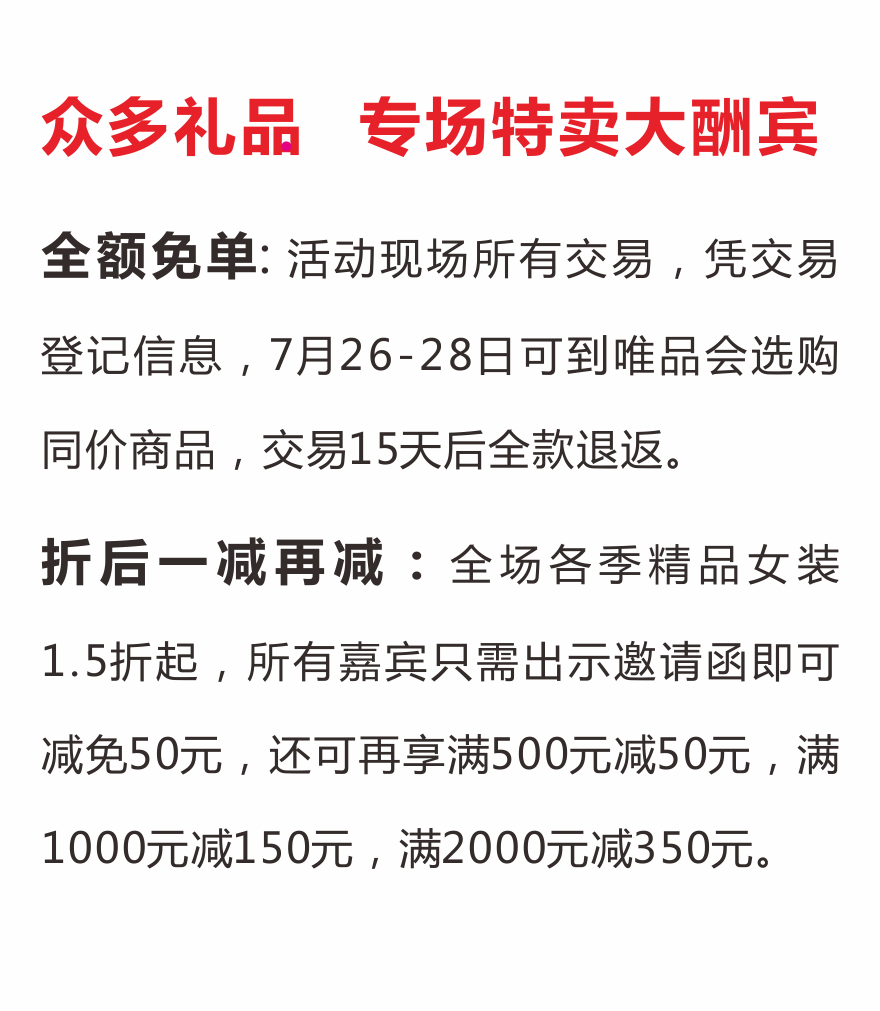 众多礼品 专场特卖大酬宾
全额免单: 活动现场所有交易，凭交易
登记信息，7月26-28日可到唯品会选购
同价商品，交易15天后全款退返。
折后一减再减：全场各季精品女装
1.5折起，所有嘉宾只需出示邀请函即可
减免50元，还可再享满500元减50元，满
1000元减150元，满2000元减350元。